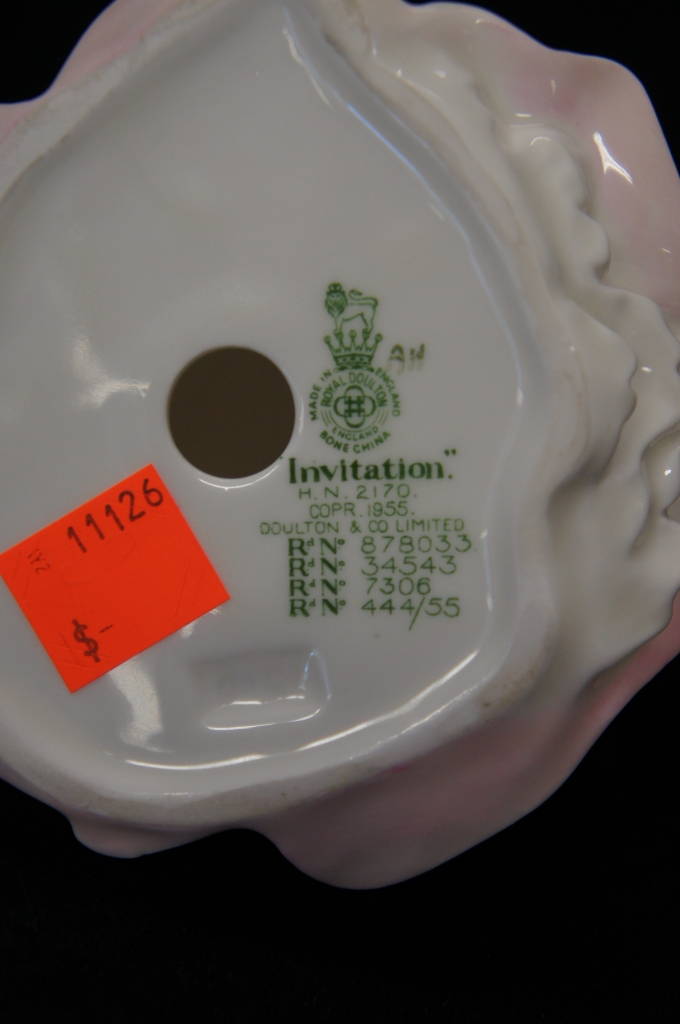 AH
MADE IN ENGLAND
ROYAL DOULTON
ENGLAND
BONE CHINA
"Invitation."
H.N. 2170.
COPR. 1955.
DOULTON & CO LIMITED
Rd No 878033.
Rd No 34543
Rd No 7306
Rd No 444/55
11126
$-